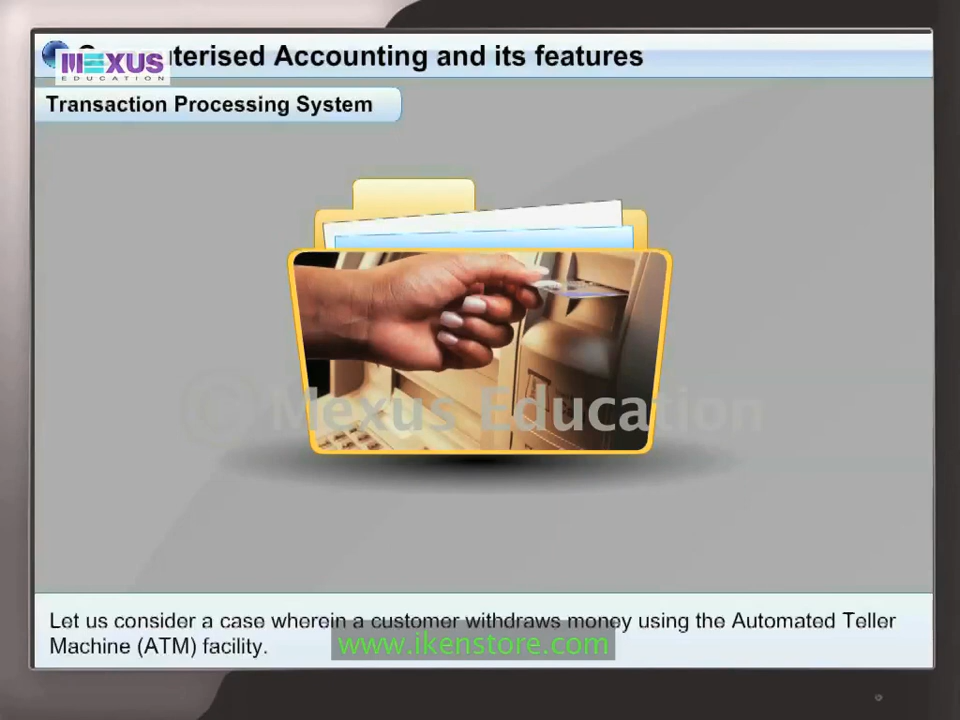 Computerised Accounting and its features
MEXUS
EDUCATION
Transaction Processing System
© Mexus Education
Let us consider a case wherein a customer withdraws money using the Automated Teller
Machine (ATM) facility.
www.ikenstore.com